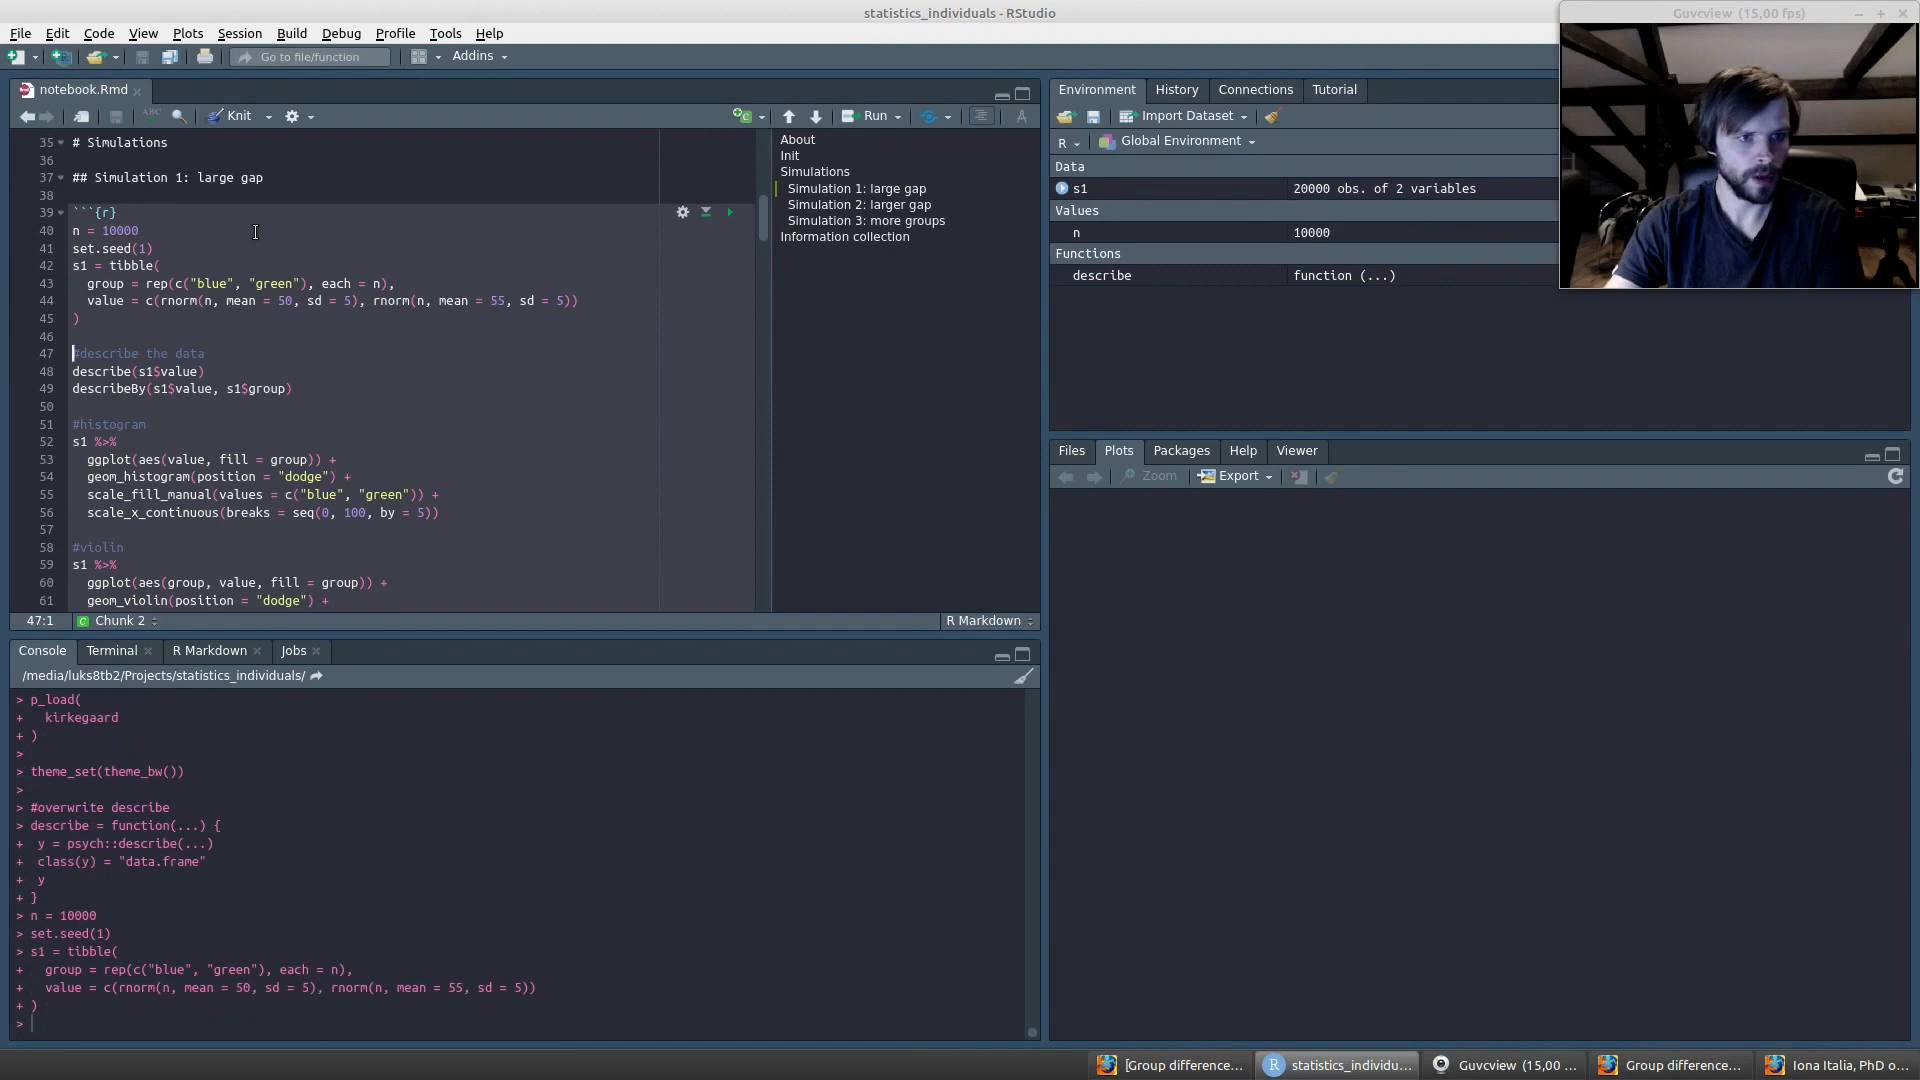 statistics_individuals - RStudio
Guvcview (15,00 fps)
File Edit Code View Plots Session Build Debug Profile Tools Help
Go to file/function
Addins
notebook.Rmd
ABC
Knit
Run
35 # Simulations
36
37 ## Simulation 1: large gap
38
39 ```{r}
40 n = 10000
41 set.seed(1)
42 s1 = tibble(
43 group = rep(c("blue", "green"), each = n),
44 value = c(rnorm(n, mean = 50, sd = 5), rnorm(n, mean = 55, sd = 5))
45 )
46
47 #describe the data
48 describe(s1$value)
49 describeBy(s1$value, s1$group)
50
51 #histogram
52 s1 %>%
53 ggplot(aes(value, fill = group)) +
54 geom_histogram(position = "dodge") +
55 scale_fill_manual(values = c("blue", "green")) +
56 scale_x_continuous(breaks = seq(0, 100, by = 5))
57
58 #violin
59 s1 %>%
60 ggplot(aes(group, value, fill = group)) +
61 geom_violin(position = "dodge") +
About
Init
Simulations
Simulation 1: large gap
Simulation 2: larger gap
Simulation 3: more groups
Information collection
47:1 C Chunk 2 R Markdown
Console Terminal R Markdown Jobs
/media/luks8tb2/Projects/statistics_individuals/
> p_load(
+ kirkegaard
+ )
>
> theme_set(theme_bw())
>
> #overwrite describe
> describe = function(...) {
+ y = psych::describe(...)
+ class(y) = "data.frame"
+ y
+ }
> n = 10000
> set.seed(1)
> s1 = tibble(
+ group = rep(c("blue", "green"), each = n),
+ value = c(rnorm(n, mean = 50, sd = 5), rnorm(n, mean = 55, sd = 5))
+ )
>
Environment History Connections Tutorial
Import Dataset
R Global Environment
Data
s1 20000 obs. of 2 variables
Values
n 10000
Functions
describe function (...)
Files Plots Packages Help Viewer
Zoom Export
[Group difference... R statistics_individu... Guvcview (15,00 ... Group difference... Iona Italia, PhD o...